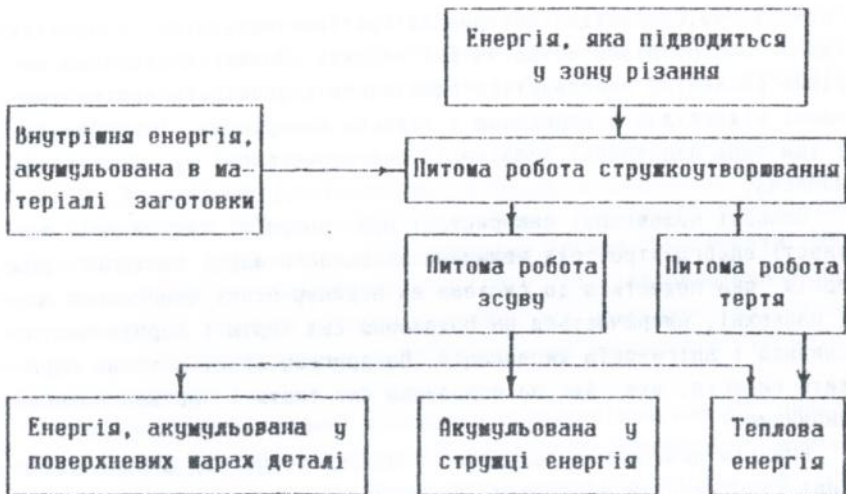 Енергія, яка підводиться
у зону різання
Внутрішня енергія,
акумульована в ма-
теріалі заготовки
Питома робота стружкоутворювання
Питома робота
зсуву
Питома робота
тертя
Енергія, акумульована у
поверхневих шарах деталі
Акумульована у
стружці енергія
Теплова
енергія